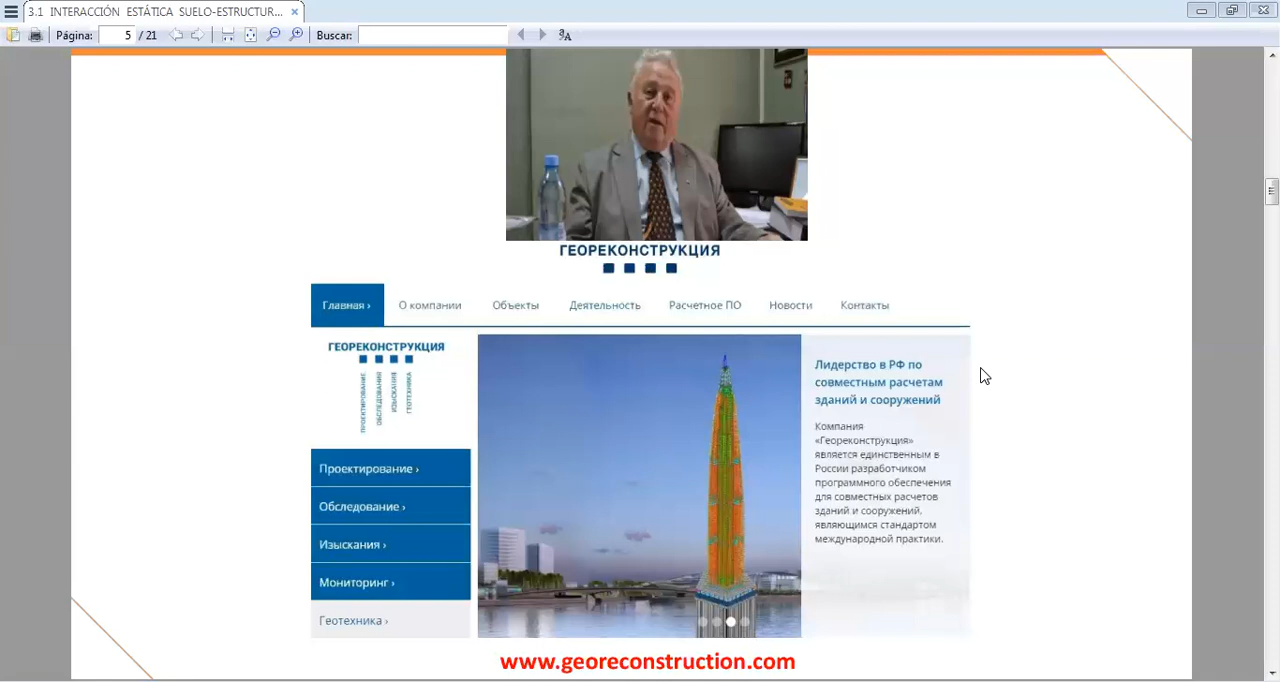 3.1 INTERACCIÓN ESTÁTICA SUELO-ESTRUCTUR...
Página: 5 / 21 Buscar:
ГЕОРЕКОНСТРУКЦИЯ
Главная › О компании Объекты Деятельность Расчетное ПО Новости Контакты
ГЕОРЕКОНСТРУКЦИЯ
ПРОЕКТИРОВАНИЕ
ОБСЛЕДОВАНИЕ
ИЗЫСКАНИЯ
ГЕОТЕХНИКА
Проектирование ›
Обследование ›
Изыскания ›
Мониторинг ›
Геотехника ›
Лидерство в РФ по
совместным расчетам
зданий и сооружений
Компания
«Геореконструкция»
является единственным в
России разработчиком
программного обеспечения
для совместных расчетов
зданий и сооружений,
являющимся стандартом
международной практики.
www.georeconstruction.com